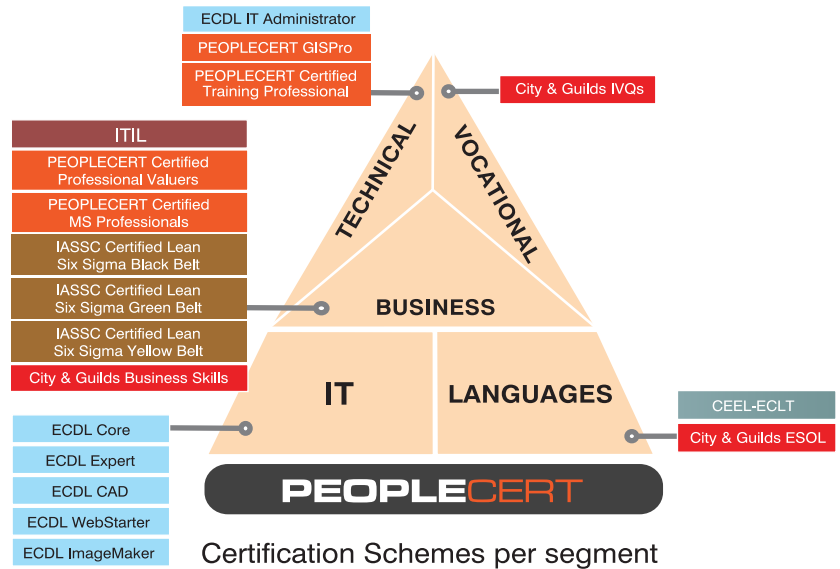 ECDL IT Administrator
PEOPLECERT GISPro
PEOPLECERT Certified
Training Professional
City & Guilds IVQs
ITIL
PEOPLECERT Certified
Professional Valuers
PEOPLECERT Certified
MS Professionals
IASSC Certified Lean
Six Sigma Black Belt
IASSC Certified Lean
Six Sigma Green Belt
IASSC Certified Lean
Six Sigma Yellow Belt
City & Guilds Business Skills
TECHNICAL
VOCATIONAL
BUSINESS
IT
LANGUAGES
CEEL-ECLT
City & Guilds ESOL
ECDL Core
ECDL Expert
ECDL CAD
ECDL WebStarter
ECDL ImageMaker
PEOPLECERT
Certification Schemes per segment